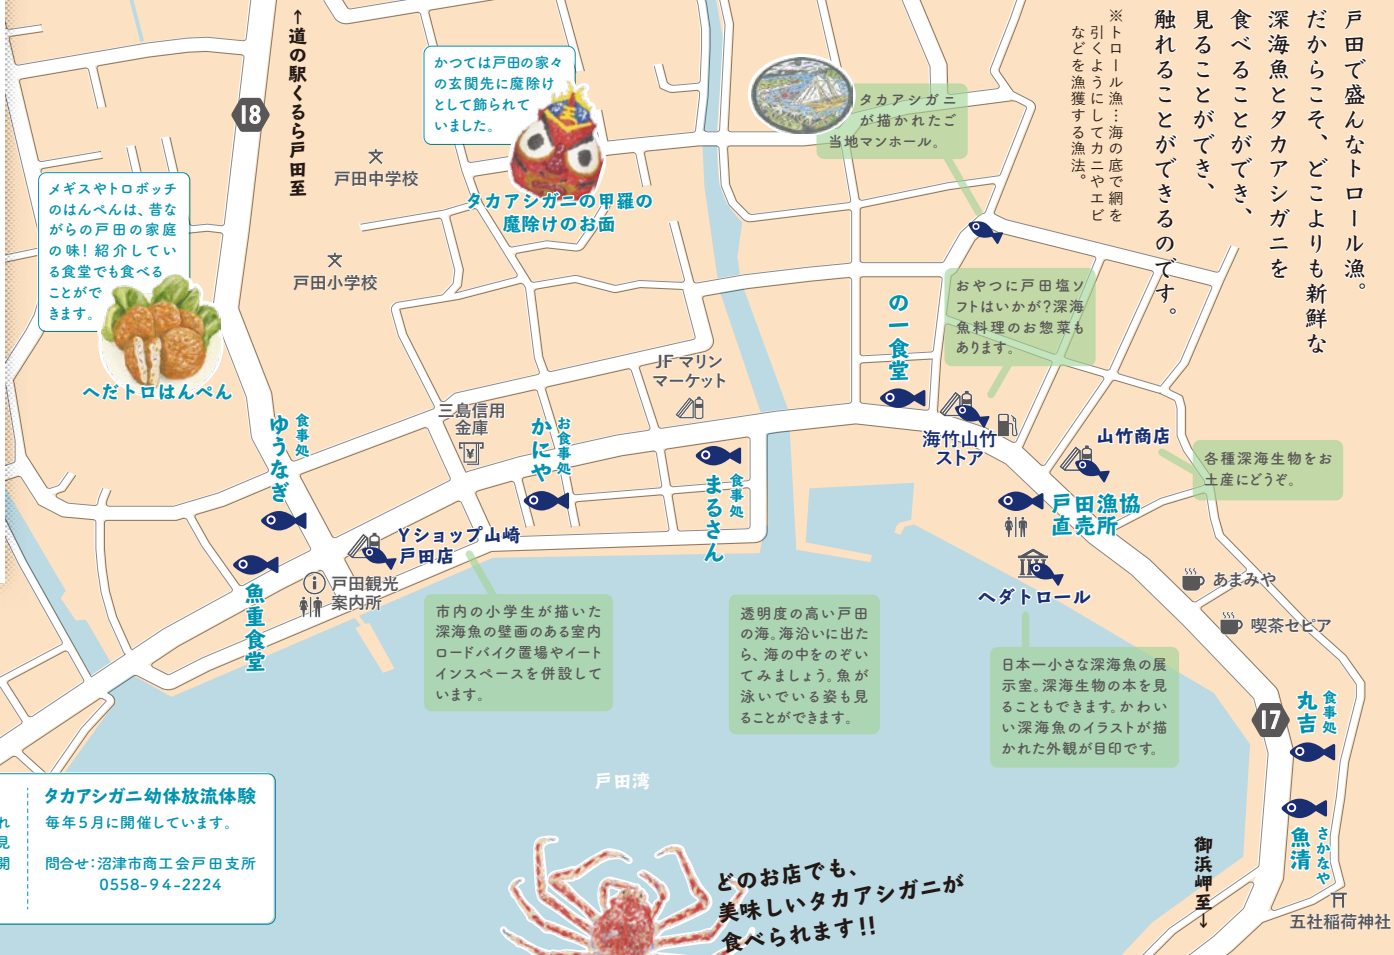 戸田で盛んなトロール漁。
だからこそ、どこよりも新鮮な
深海魚とタカアシガニを
食べることができ、
見ることができ、
触れることができるのです。
※トロール漁…海の底で網を
引くようにしてカニやエビ
などを漁獲する漁法。
↑道の駅くるら戸田至
18
かつては戸田の家々
の玄関先に魔除け
として飾られて
いました。
タカアシガニの甲羅の
魔除けのお面
タカアシガニ
が描かれたご
当地マンホール。
戸田中学校
戸田小学校
メギスやトロボッチ
のはんぺんは、昔な
がらの戸田の家庭
の味！紹介してい
る食堂でも食べる
ことがで
きます。
へだトロはんぺん
おやつに戸田塩ソ
フトはいかが?深海
魚料理のお惣菜も
あります。
の一食堂
JF マリン
マーケット
三島信用
金庫
¥
お食事処
かにや
食事処
ゆうなぎ
食事処
まるさん
海竹山竹
ストア
山竹商店
各種深海生物をお
土産にどうぞ。
戸田漁協
直売所
Yショップ山崎
戸田店
戸田観光
案内所
魚重食堂
ヘダトロール
あまみや
喫茶セピア
市内の小学生が描いた
深海魚の壁画のある室内
ロードバイク置場やイート
インスペースを併設して
います。
透明度の高い戸田
の海。海沿いに出た
ら、海の中をのぞい
てみましょう。魚が
泳いでいる姿も見
ることができます。
日本一小さな深海魚の展
示室。深海生物の本を見
ることもできます。かわい
い深海魚のイラストが描
かれた外観が目印です。
17
食事処
丸吉
さかなや
魚清
御浜岬至↓
五社稲荷神社
戸田湾
タカアシガニ幼体放流体験
毎年５月に開催しています。
問合せ：沼津市商工会戸田支所
0558-94-2224
れ
見
開
どのお店でも、
美味しいタカアシガニが
食べられます!!